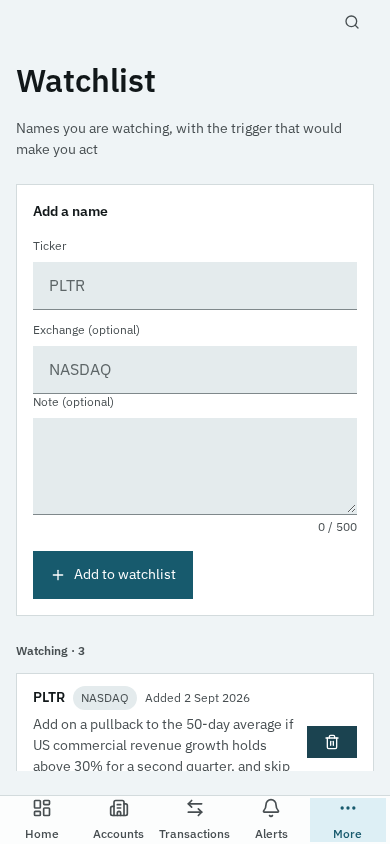 Watchlist
Names you are watching, with the trigger that would
make you act
Add a name
Ticker
PLTR
Exchange (optional)
NASDAQ
Note (optional)
0 / 500
Add to watchlist
Watching · 3
PLTR NASDAQ Added 2 Sept 2026
Add on a pullback to the 50-day average if
US commercial revenue growth holds
above 30% for a second quarter, and skip
Home Accounts Transactions Alerts More